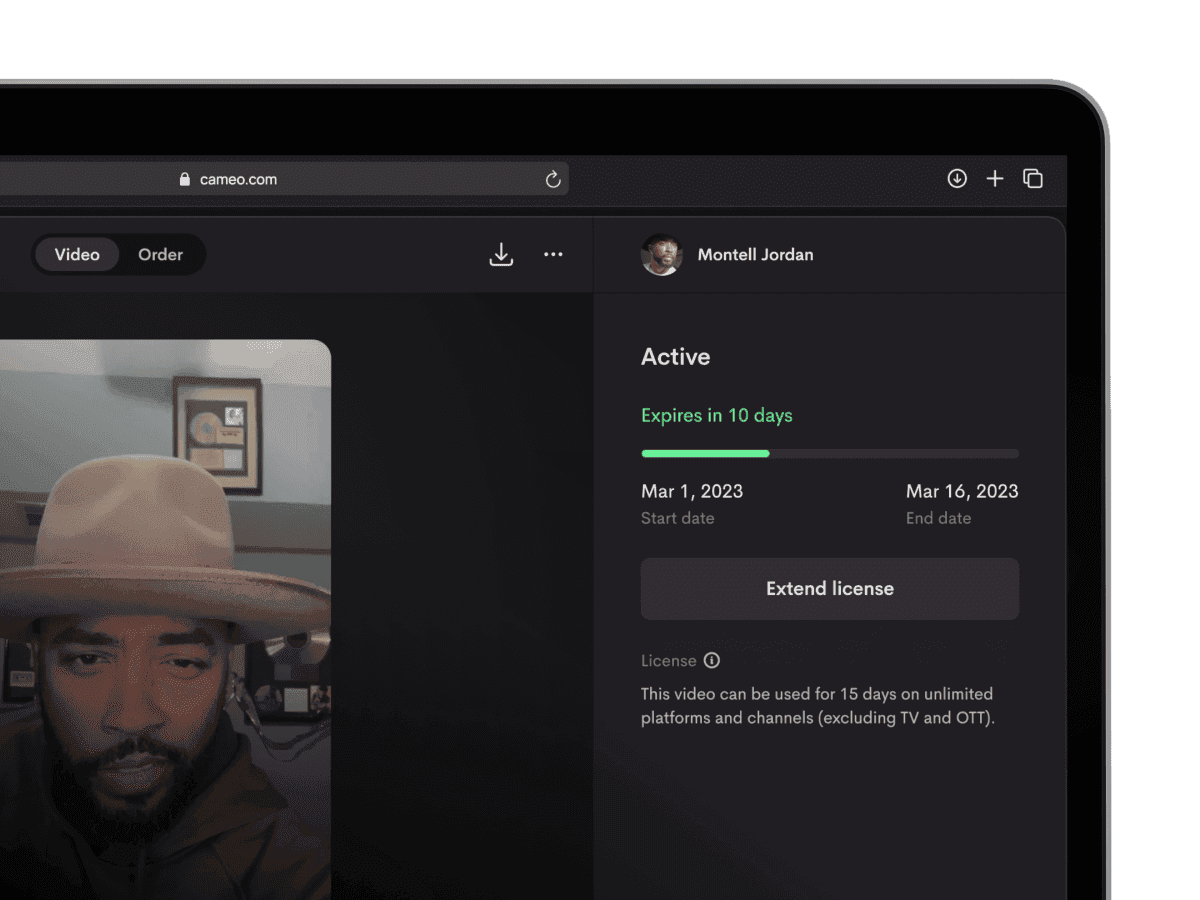 cameo.com
Video
Order
Montell Jordan
Active
Expires in 10 days
Mar 1, 2023
Mar 16, 2023
Start date
End date
Extend license
License
This video can be used for 15 days on unlimited
platforms and channels (excluding TV and OTT).